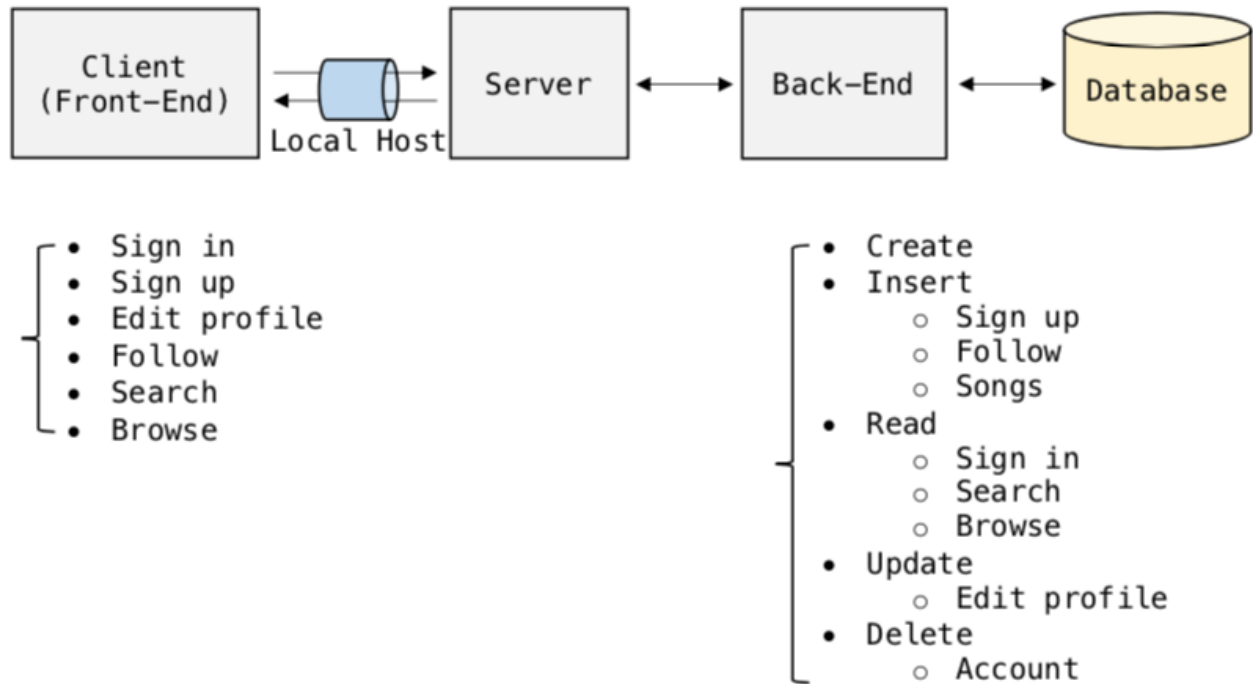 Client
(Front-End)
Local Host
Server
Back-End
Database
• Sign in
• Sign up
• Edit profile
• Follow
• Search
• Browse
• Create
• Insert
○ Sign up
○ Follow
○ Songs
• Read
○ Sign in
○ Search
○ Browse
• Update
○ Edit profile
• Delete
○ Account